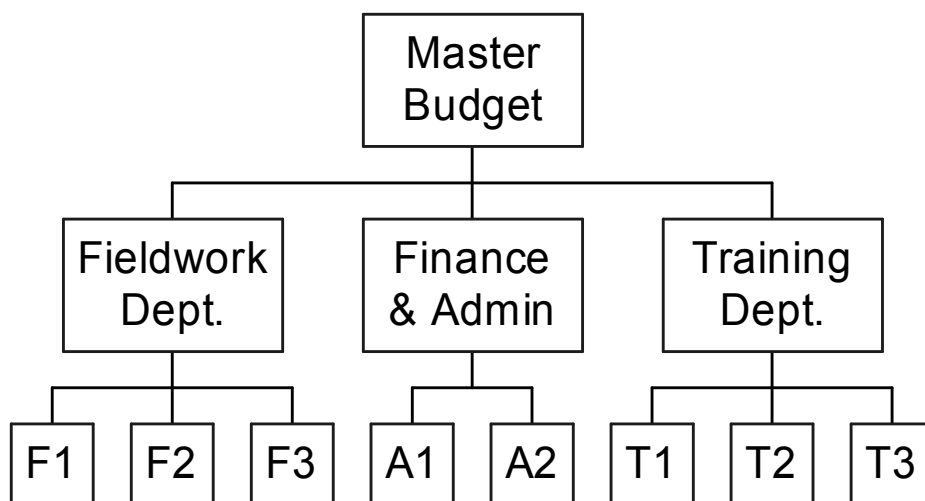 Master
Budget
Fieldwork
Dept.
Finance
& Admin
Training
Dept.
F1
F2
F3
A1
A2
T1
T2
T3